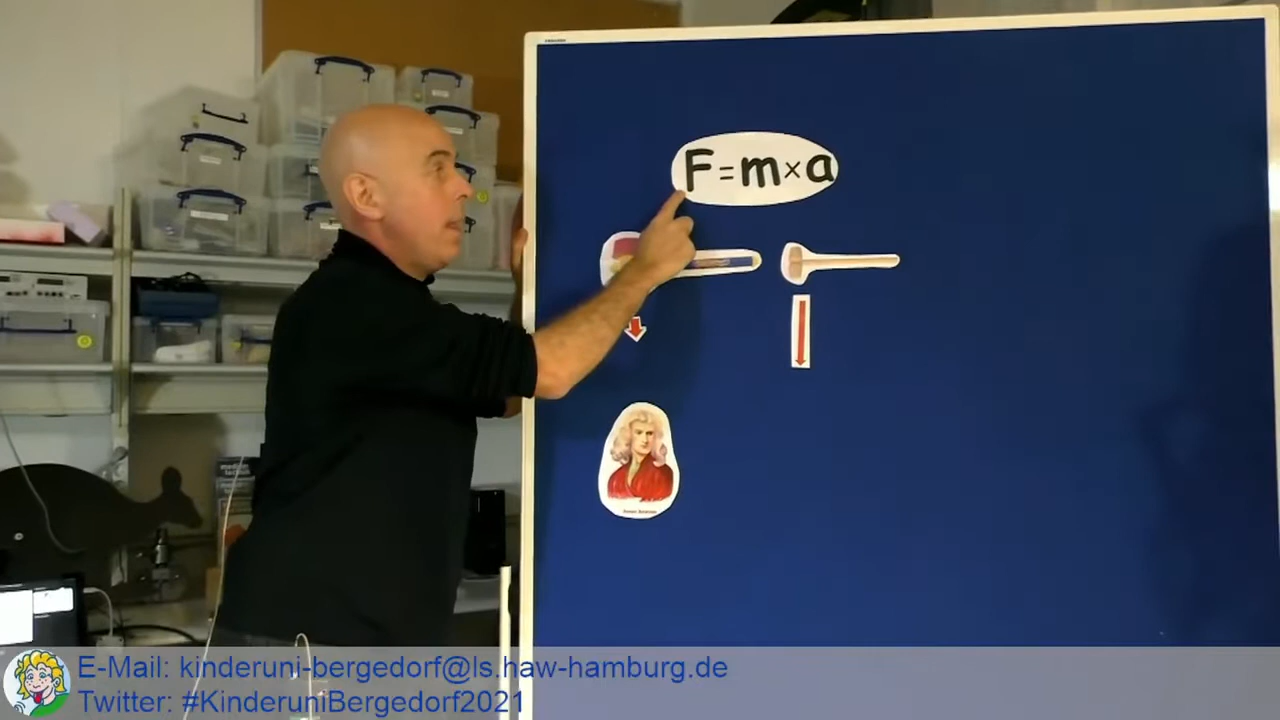 F=m×a
E-Mail: kinderuni-bergedorf@ls.haw-hamburg.de
Twitter: #KinderuniBergedorf2021